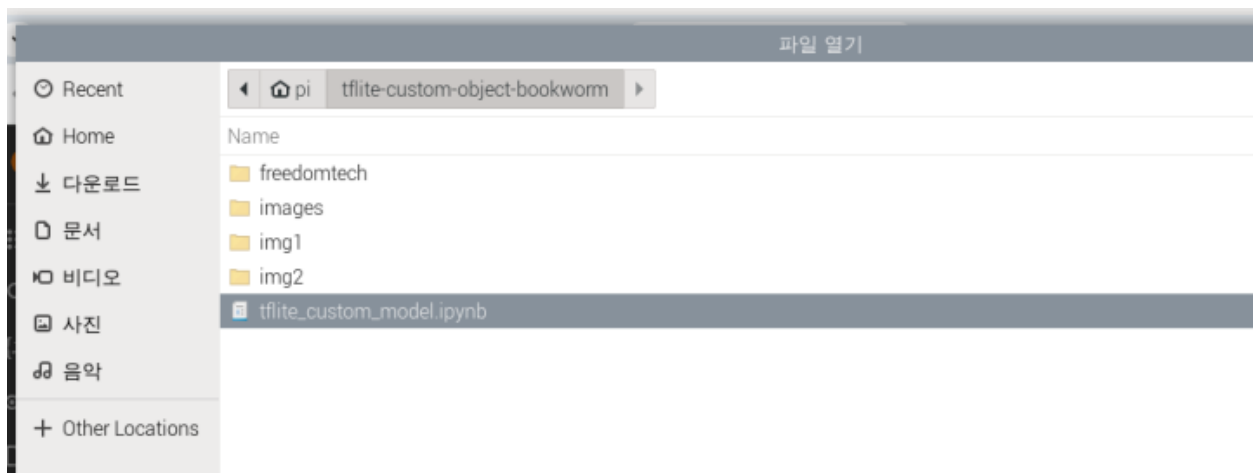 파일 열기
Recent
Home
다운로드
문서
비디오
사진
음악
Other Locations
pi tflite-custom-object-bookworm
Name
freedomtech
images
img1
img2
tflite_custom_model.ipynb